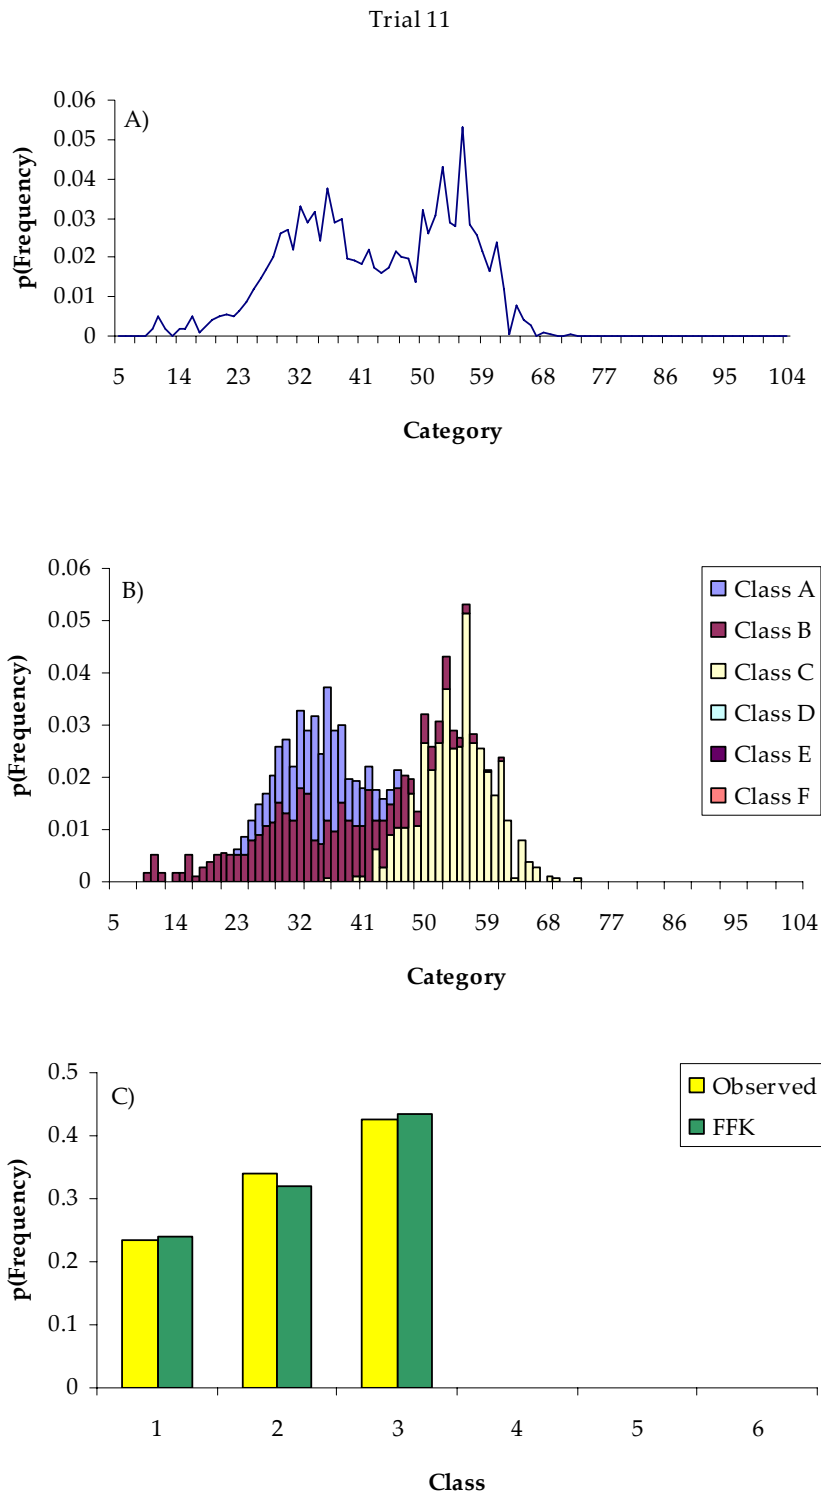 Trial 11
A)
0.06
0.05
0.04
0.03
0.02
0.01
0
p(Frequency)
5 14 23 32 41 50 59 68 77 86 95 104
Category
B)
0.06
0.05
0.04
0.03
0.02
0.01
0
p(Frequency)
Class A
Class B
Class C
Class D
Class E
Class F
5 14 23 32 41 50 59 68 77 86 95 104
Category
C)
0.5
0.4
0.3
0.2
0.1
0
p(Frequency)
Observed
FFK
1 2 3 4 5 6
Class